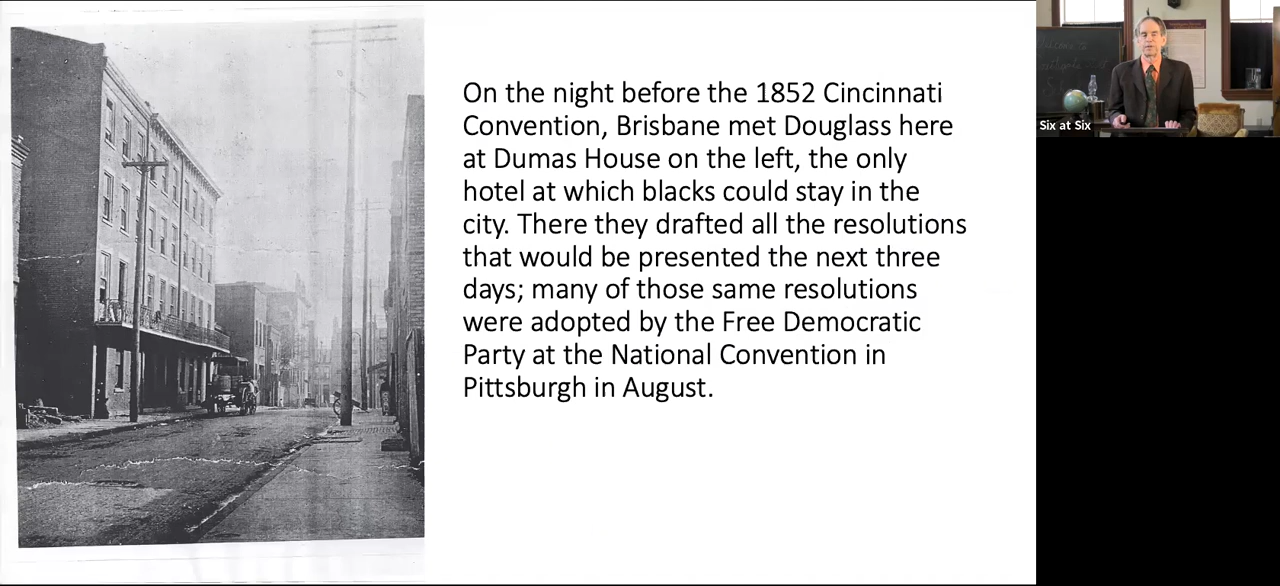 On the night before the 1852 Cincinnati
Convention, Brisbane met Douglass here
at Dumas House on the left, the only
hotel at which blacks could stay in the
city. There they drafted all the resolutions
that would be presented the next three
days; many of those same resolutions
were adopted by the Free Democratic
Party at the National Convention in
Pittsburgh in August.
Six at Six